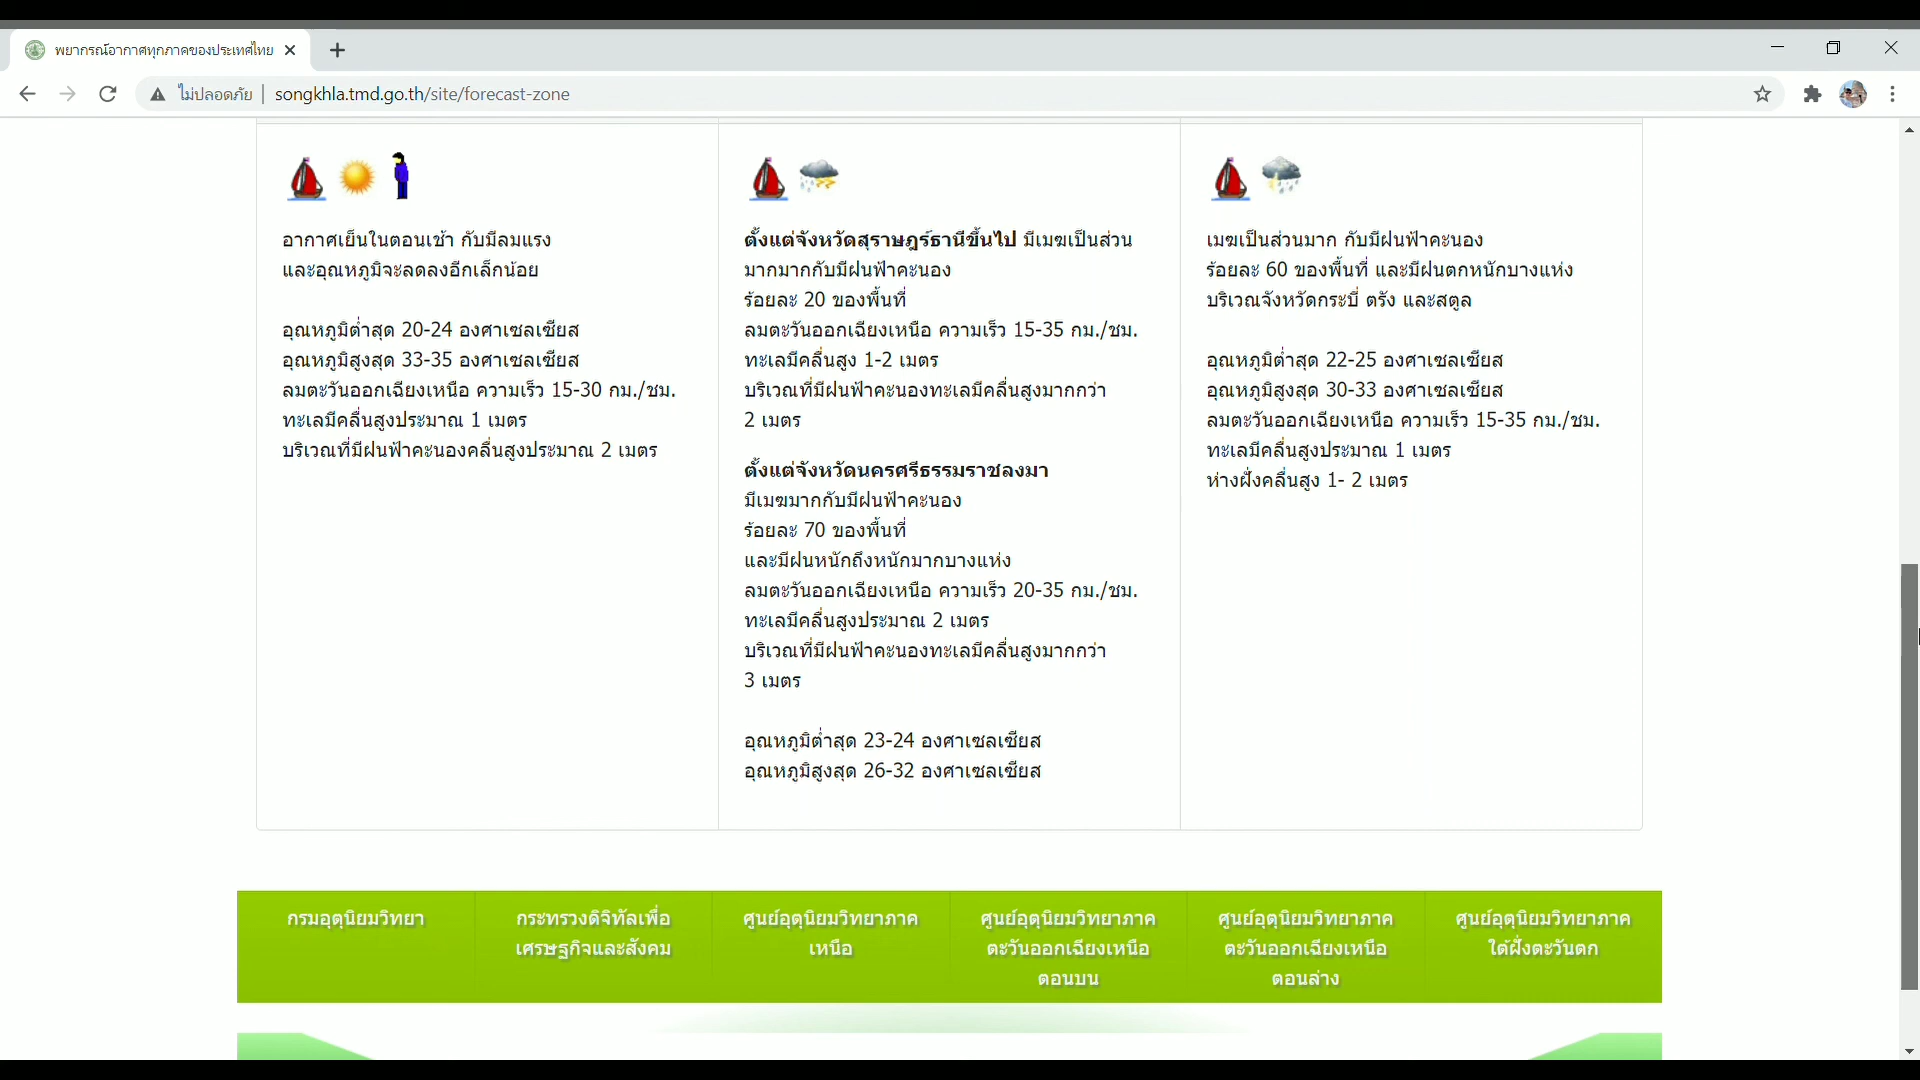 พยากรณ์อากาศทุกภาคของประเทศไทย
ไม่ปลอดภัย | songkhla.tmd.go.th/site/forecast-zone
อากาศเย็นในตอนเช้า กับมีลมแรง
และอุณหภูมิจะลดลงอีกเล็กน้อย
อุณหภูมิต่ำสุด 20-24 องศาเซลเซียส
อุณหภูมิสูงสุด 33-35 องศาเซลเซียส
ลมตะวันออกเฉียงเหนือ ความเร็ว 15-30 กม./ชม.
ทะเลมีคลื่นสูงประมาณ 1 เมตร
บริเวณที่มีฝนฟ้าคะนองคลื่นสูงประมาณ 2 เมตร
ตั้งแต่จังหวัดสุราษฎร์ธานีขึ้นไป มีเมฆเป็นส่วน
มากมากกับมีฝนฟ้าคะนอง
ร้อยละ 20 ของพื้นที่
ลมตะวันออกเฉียงเหนือ ความเร็ว 15-35 กม./ชม.
ทะเลมีคลื่นสูง 1-2 เมตร
บริเวณที่มีฝนฟ้าคะนองทะเลมีคลื่นสูงมากกว่า
2 เมตร
ตั้งแต่จังหวัดนครศรีธรรมราชลงมา
มีเมฆมากกับมีฝนฟ้าคะนอง
ร้อยละ 70 ของพื้นที่
และมีฝนหนักถึงหนักมากบางแห่ง
ลมตะวันออกเฉียงเหนือ ความเร็ว 20-35 กม./ชม.
ทะเลมีคลื่นสูงประมาณ 2 เมตร
บริเวณที่มีฝนฟ้าคะนองทะเลมีคลื่นสูงมากกว่า
3 เมตร
อุณหภูมิต่ำสุด 23-24 องศาเซลเซียส
อุณหภูมิสูงสุด 26-32 องศาเซลเซียส
เมฆเป็นส่วนมาก กับมีฝนฟ้าคะนอง
ร้อยละ 60 ของพื้นที่ และมีฝนตกหนักบางแห่ง
บริเวณจังหวัดกระบี่ ตรัง และสตูล
อุณหภูมิต่ำสุด 22-25 องศาเซลเซียส
อุณหภูมิสูงสุด 30-33 องศาเซลเซียส
ลมตะวันออกเฉียงเหนือ ความเร็ว 15-35 กม./ชม.
ทะเลมีคลื่นสูงประมาณ 1 เมตร
ห่างฝั่งคลื่นสูง 1- 2 เมตร
กรมอุตุนิยมวิทยา
กระทรวงดิจิทัลเพื่อ
เศรษฐกิจและสังคม
ศูนย์อุตุนิยมวิทยาภาค
เหนือ
ศูนย์อุตุนิยมวิทยาภาค
ตะวันออกเฉียงเหนือ
ตอนบน
ศูนย์อุตุนิยมวิทยาภาค
ตะวันออกเฉียงเหนือ
ตอนล่าง
ศูนย์อุตุนิยมวิทยาภาค
ใต้ฝั่งตะวันตก